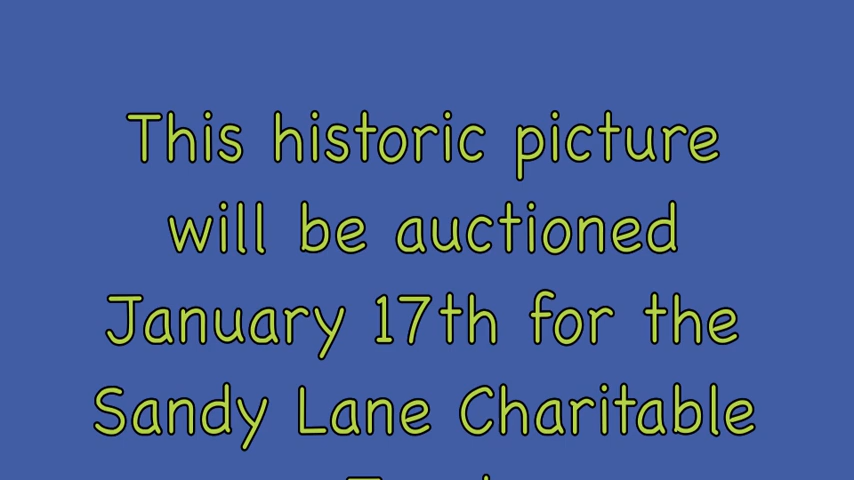 This historic picture
will be auctioned
January 17th for the
Sandy Lane Charitable